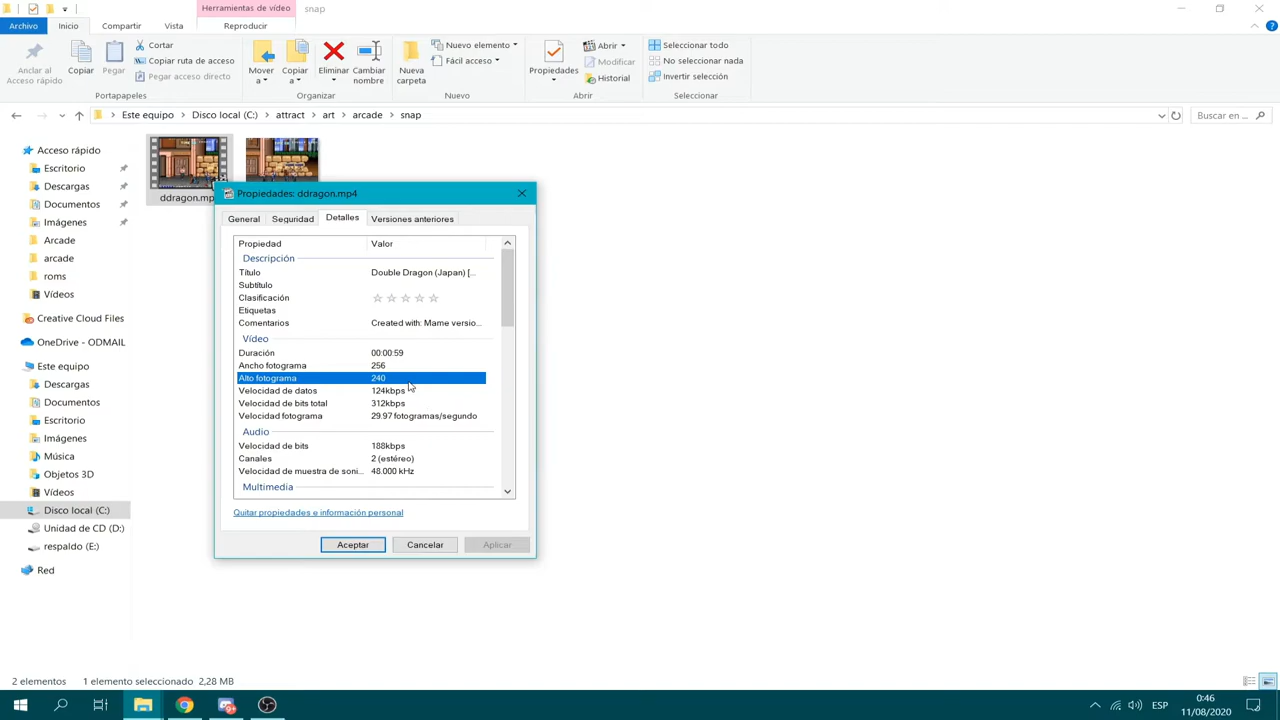 Herramientas de vídeo
snap
Archivo
Inicio
Compartir
Vista
Reproducir
Anclar al
Acceso rápido
Copiar
Pegar
Cortar
Copiar ruta de acceso
Pegar acceso directo
Portapapeles
Mover
a
Copiar
a
Eliminar
Cambiar
nombre
Organizar
Nueva
carpeta
Nuevo elemento
Fácil acceso
Nuevo
Propiedades
Abrir
Modificar
Historial
Abrir
Seleccionar todo
No seleccionar nada
Invertir selección
Seleccionar
Este equipo > Disco local (C:) > attract > art > arcade > snap
Buscar en ...
Acceso rápido
Escritorio
Descargas
Documentos
Imágenes
Arcade
arcade
roms
Vídeos
Creative Cloud Files
OneDrive - ODMAIL
Este equipo
Descargas
Documentos
Escritorio
Imágenes
Música
Objetos 3D
Vídeos
Disco local (C:)
Unidad de CD (D:)
respaldo (E:)
Red
Propiedades: ddragon.mp4
General
Seguridad
Detalles
Versiones anteriores
Propiedad Valor
Descripción
Título Double Dragon (Japan) [...
Subtítulo
Clasificación
Etiquetas
Comentarios Created with: Mame versio...
Vídeo
Duración 00:00:59
Ancho fotograma 256
Alto fotograma 240
Velocidad de datos 124kbps
Velocidad de bits total 312kbps
Velocidad fotograma 29.97 fotogramas/segundo
Audio
Velocidad de bits 188kbps
Canales 2 (estéreo)
Velocidad de muestra de soni... 48.000 kHz
Multimedia
Quitar propiedades e información personal
Aceptar
Cancelar
Aplicar
2 elementos
1 elemento seleccionado 2,28 MB
ESP
0:46
11/08/2020